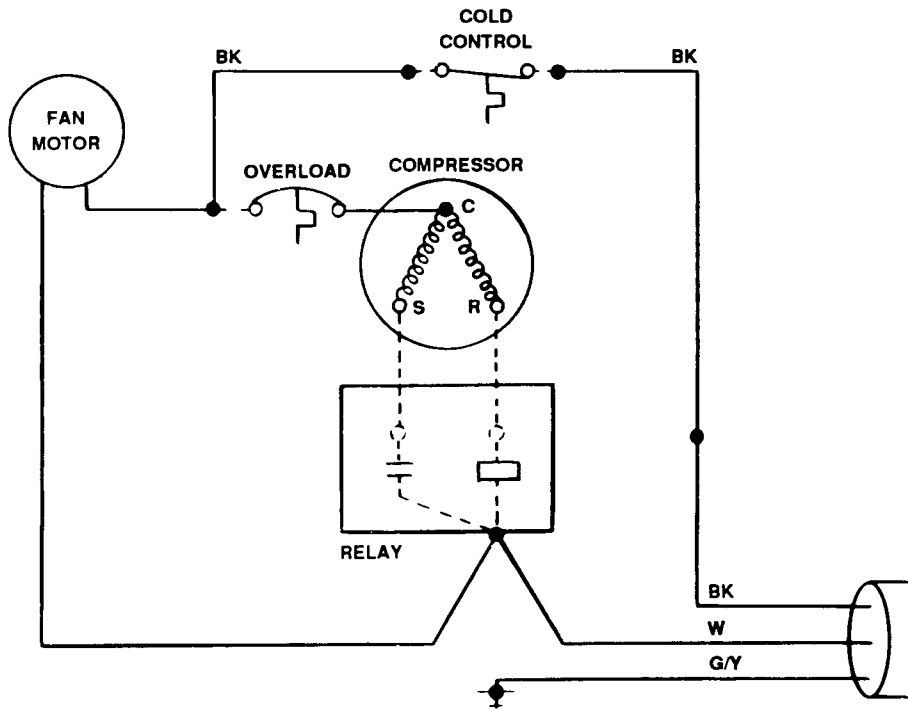 COLD
CONTROL
BK
BK
FAN
MOTOR
OVERLOAD
COMPRESSOR
C
S
R
RELAY
BK
W
G/Y